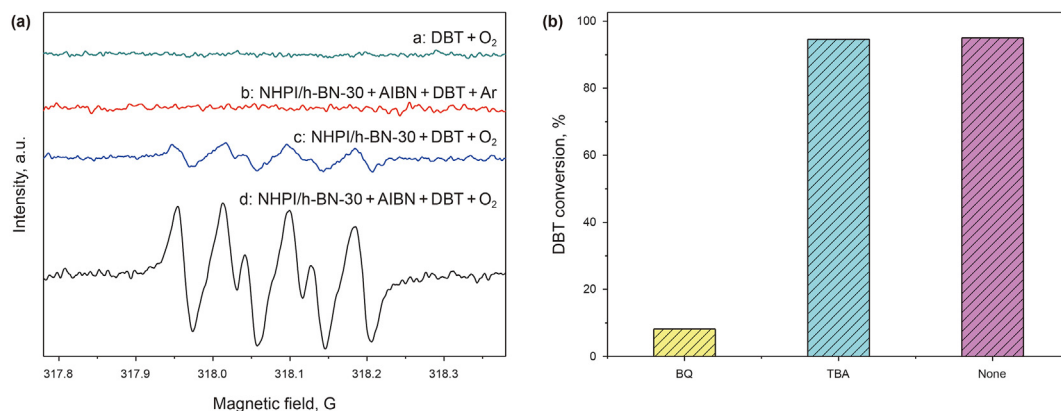 (a)
a: DBT + O₂
b: NHPI/h-BN-30 + AIBN + DBT + Ar
c: NHPI/h-BN-30 + DBT + O₂
d: NHPI/h-BN-30 + AIBN + DBT + O₂
Intensity, a.u.
317.8 317.9 318.0 318.1 318.2 318.3
Magnetic field, G
(b)
DBT conversion, %
100
80
60
40
20
0
BQ TBA None